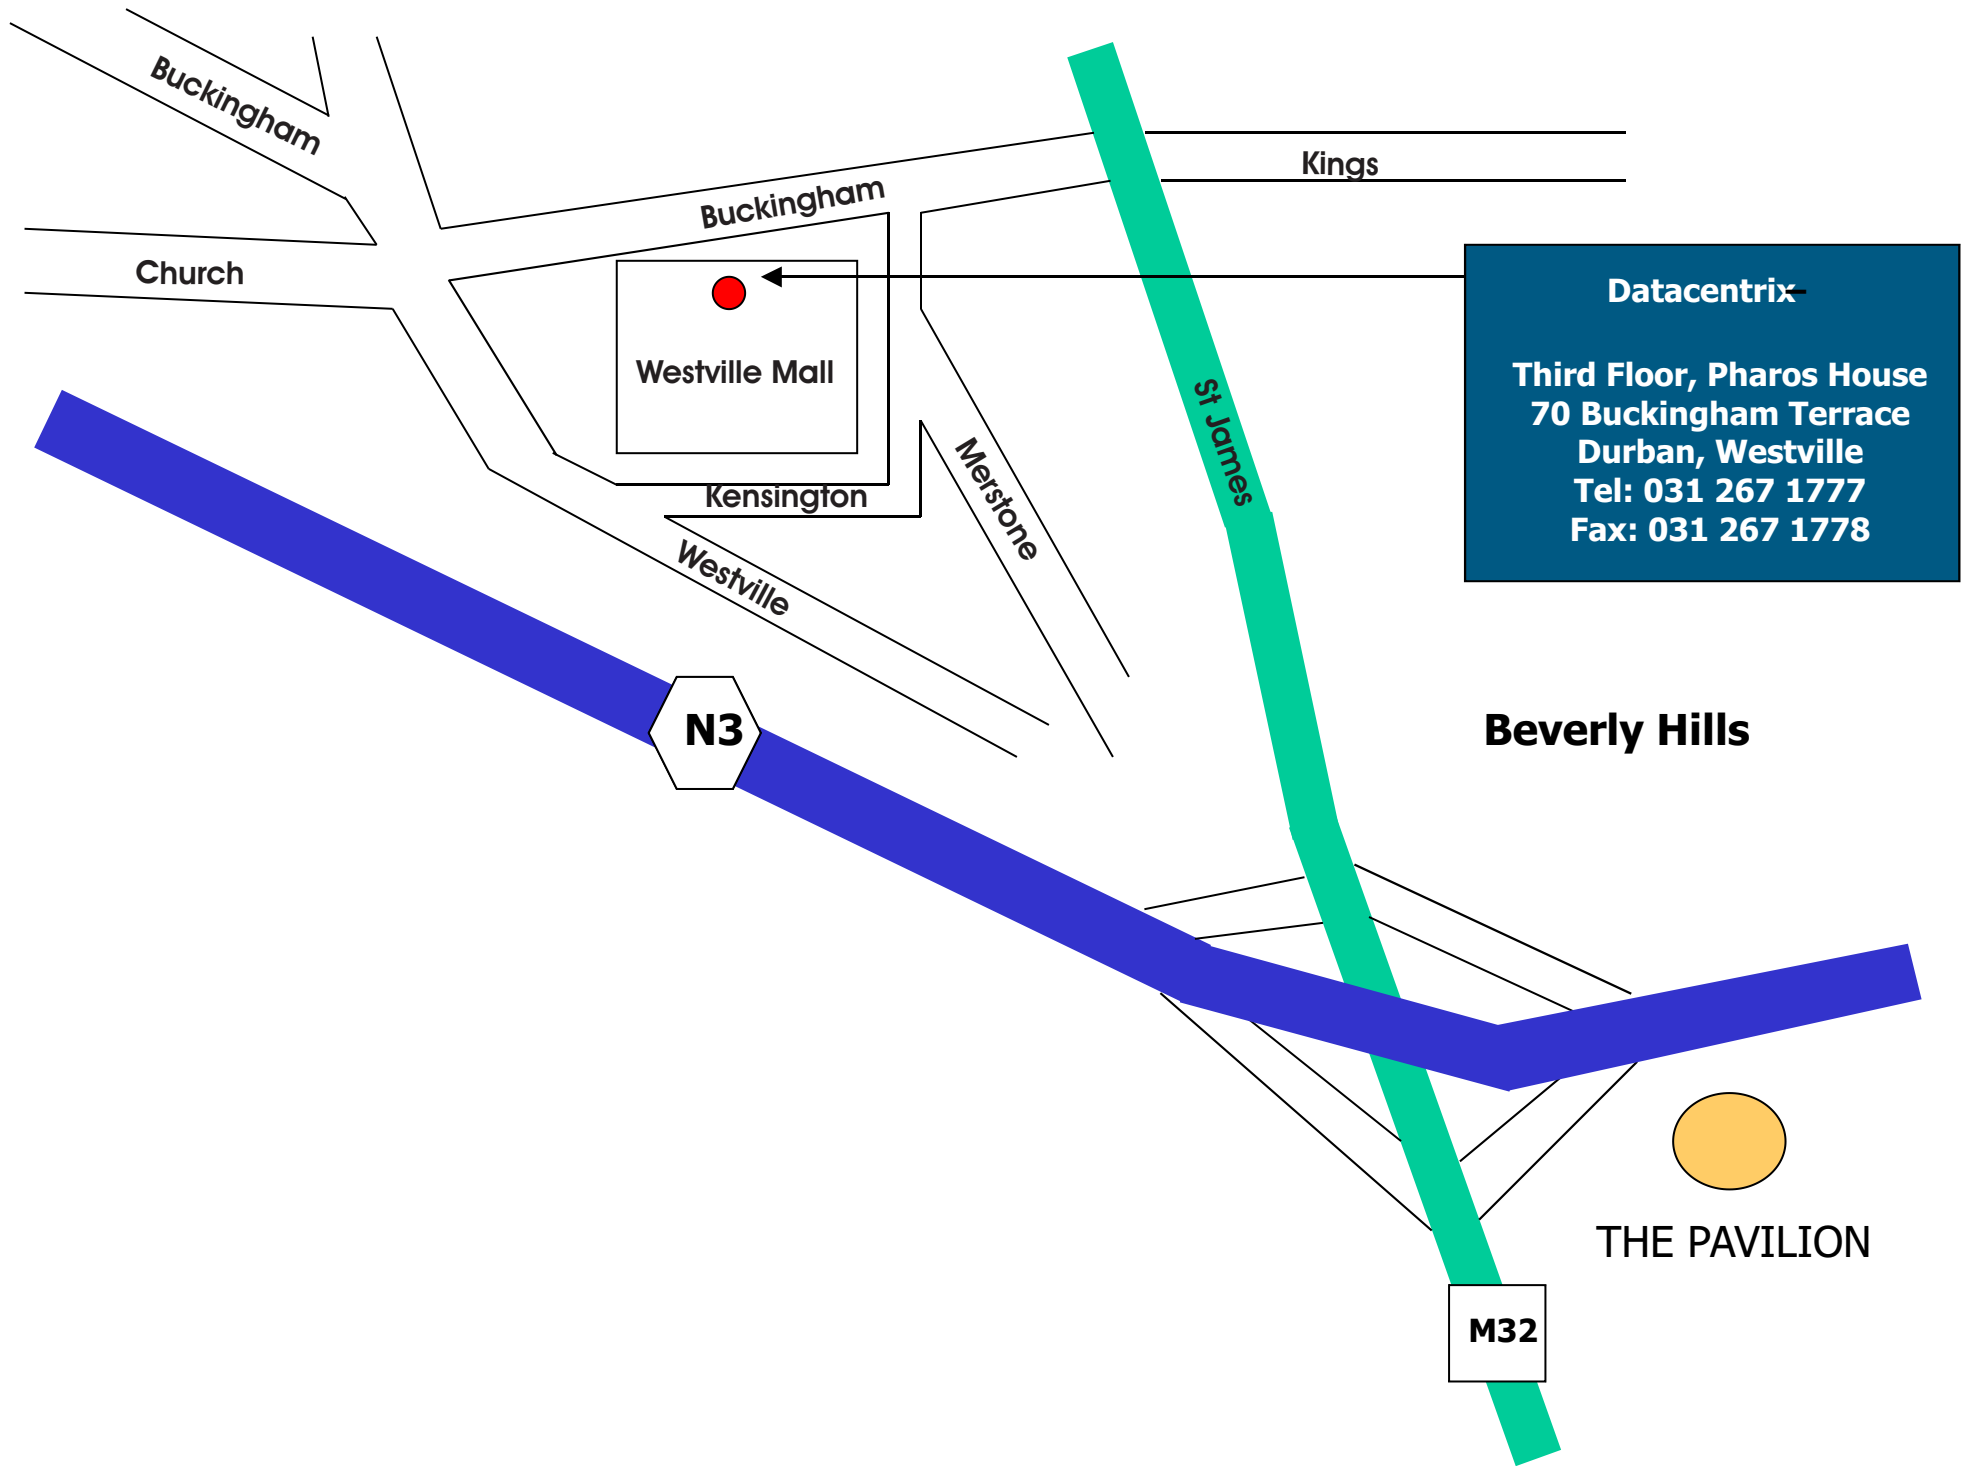 Buckingham
Kings
Buckingham
Church
Datacentrix
Westville Mall
Third Floor, Pharos House
70 Buckingham Terrace
Durban, Westville
Tel: 031 267 1777
Fax: 031 267 1778
St James
Kensington
Merstone
Westville
N3
Beverly Hills
THE PAVILION
M32